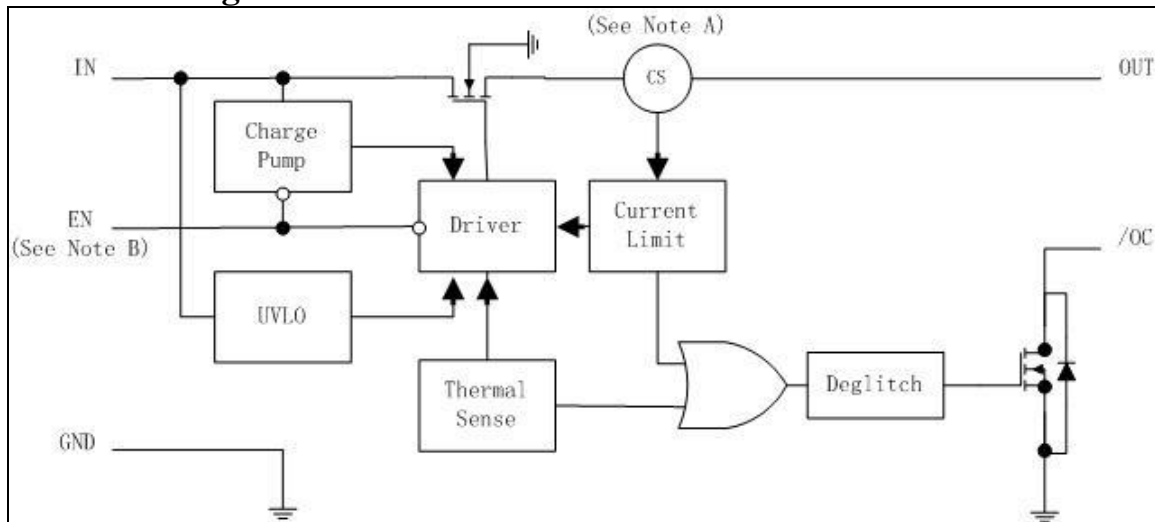 (See Note A)
IN
CS
OUT
Charge
Pump
EN
(See Note B)
Driver
Current
Limit
/OC
UVLO
Thermal
Sense
Deglitch
GND